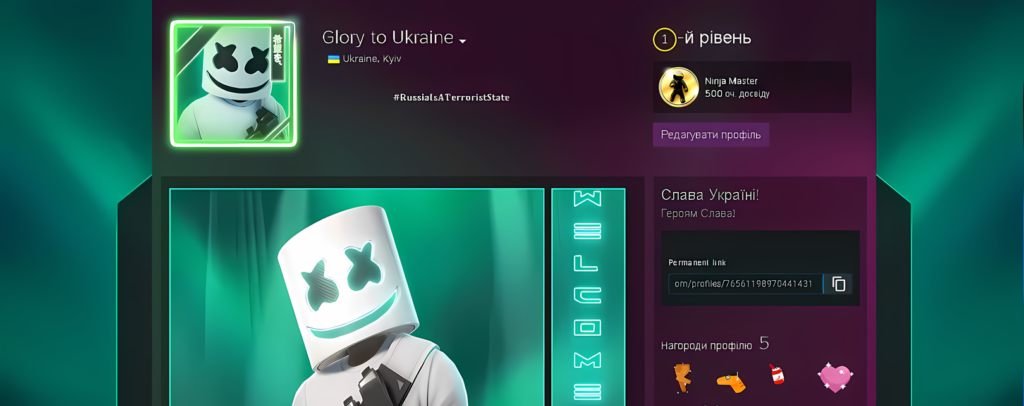 Glory to Ukraine
Ukraine, Kyiv
#RussiaIsATerroristState
1-й рівень
Ninja Master
500 оч. досвіду
Редагувати профіль
Слава Україні!
Героям Слава!
Permanent link
om/profiles/76561198970441431
Нагороди профілю 5
WELCOME